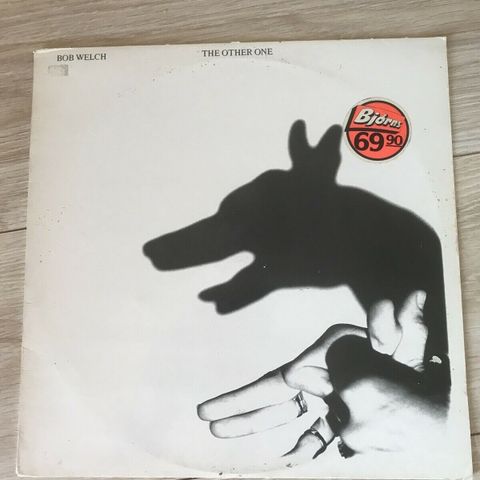 BOB WELCH
THE OTHER ONE
Björns
69 90